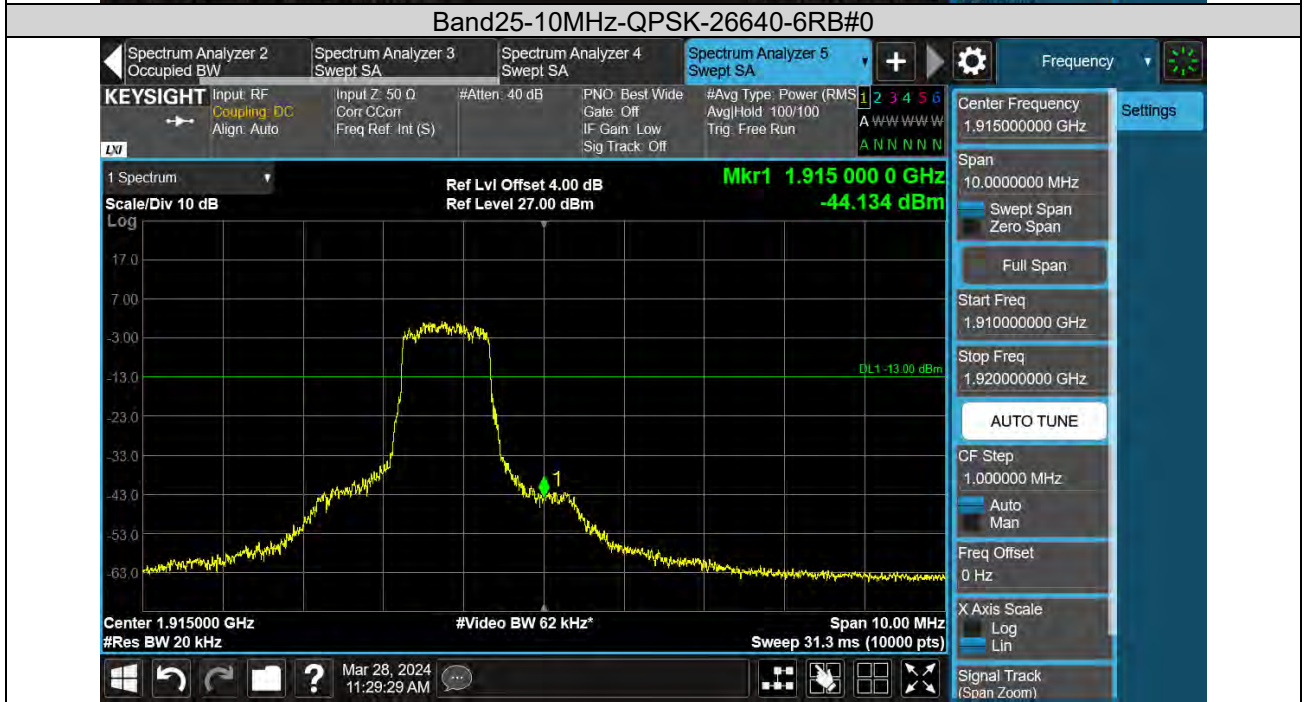 Band25-10MHz-QPSK-26640-6RB#0
Spectrum Analyzer 2
Occupied BW
Spectrum Analyzer 3
Swept SA
Spectrum Analyzer 4
Swept SA
Spectrum Analyzer 5
Swept SA
+
Frequency
KEYSIGHT
LXI
Input: RF
Coupling: DC
Align: Auto
Input Z: 50 Ω
Corr CCorr
Freq Ref: Int (S)
#Atten: 40 dB
PNO: Best Wide
Gate: Off
IF Gain: Low
Sig Track: Off
#Avg Type: Power (RMS
Avg|Hold: 100/100
Trig: Free Run
1 2 3 4 5 6
A W W W W W
A N N N N N
Center Frequency
1.915000000 GHz
Settings
Span
10.0000000 MHz
Swept Span
Zero Span
Full Span
Start Freq
1.910000000 GHz
Stop Freq
1.920000000 GHz
AUTO TUNE
CF Step
1.000000 MHz
Auto
Man
Freq Offset
0 Hz
X Axis Scale
Log
Lin
Signal Track
(Span Zoom)
1 Spectrum
Scale/Div 10 dB
Log
Ref Lvl Offset 4.00 dB
Ref Level 27.00 dBm
Mkr1 1.915 000 0 GHz
-44.134 dBm
17.0
7.00
-3.00
-13.0
DL1 -13.00 dBm
-23.0
-33.0
1
-43.0
-53.0
-63.0
Center 1.915000 GHz
#Res BW 20 kHz
#Video BW 62 kHz*
Span 10.00 MHz
Sweep 31.3 ms (10000 pts)
?
Mar 28, 2024
11:29:29 AM